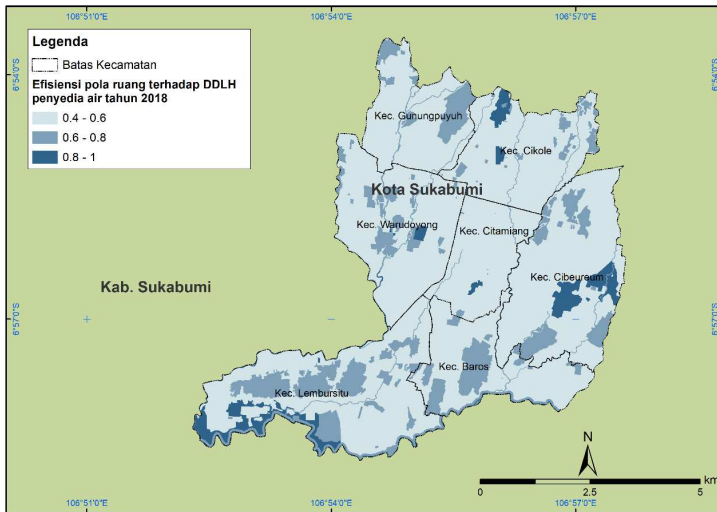 106°51'0"E
106°54'0"E
106°57'0"E
6°54'0"S
6°54'0"S
Legenda
Batas Kecamatan
Efisiensi pola ruang terhadap DDLH
penyedia air tahun 2018
0.4 - 0.6
0.6 - 0.8
0.8 - 1
Kec. Gunungpuyuh
Kec. Cikole
Kota Sukabumi
Kec. Warudoyong
Kec. Citamiang
Kec. Cibeureum
Kab. Sukabumi
6°57'0"S
6°57'0"S
Kec. Baros
Kec. Lembursitu
N
km
0
2.5
5
106°51'0"E
106°54'0"E
106°57'0"E